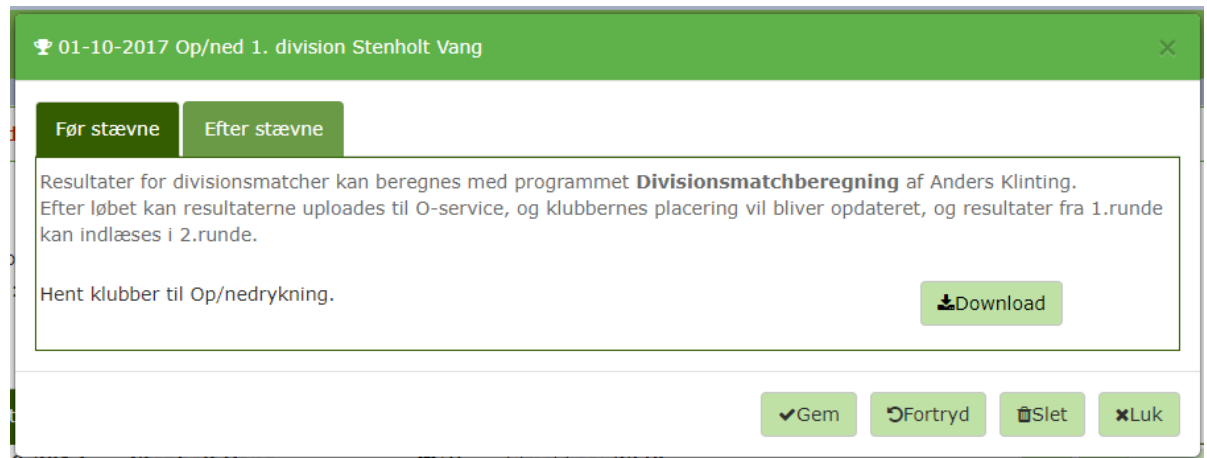 01-10-2017 Op/ned 1. division Stenholt Vang
Før stævne
Efter stævne
Resultater for divisionsmatcher kan beregnes med programmet Divisionsmatchberegning af Anders Klinting.
Efter løbet kan resultaterne uploades til O-service, og klubbernes placering vil bliver opdateret, og resultater fra 1.runde
kan indlæses i 2.runde.
Hent klubber til Op/nedrykning.
Download
Gem
Fortryd
Slet
Luk